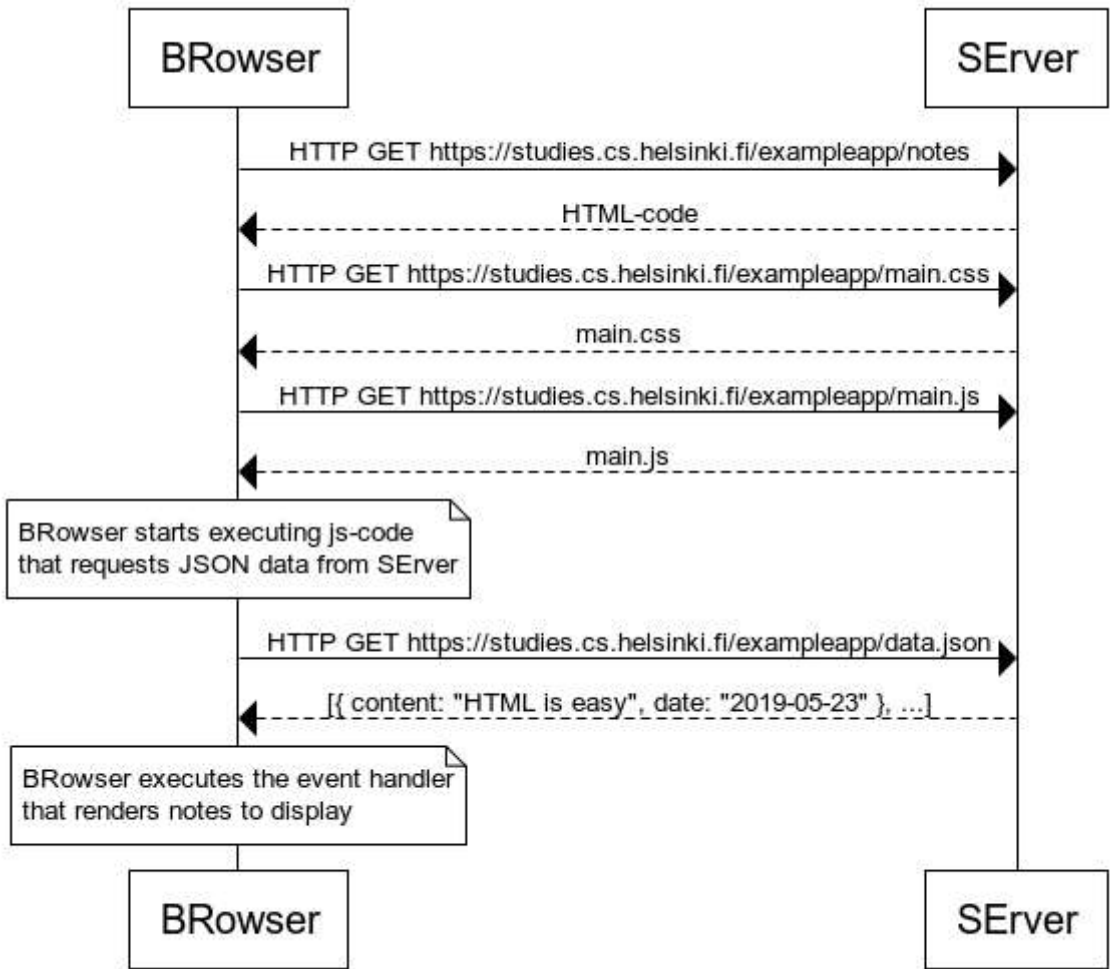 BRowser
SErver
HTTP GET https://studies.cs.helsinki.fi/exampleapp/notes
HTML-code
HTTP GET https://studies.cs.helsinki.fi/exampleapp/main.css
main.css
HTTP GET https://studies.cs.helsinki.fi/exampleapp/main.js
main.js
BRowser starts executing js-code
that requests JSON data from SErver
HTTP GET https://studies.cs.helsinki.fi/exampleapp/data.json
[{ content: "HTML is easy", date: "2019-05-23" }, ...]
BRowser executes the event handler
that renders notes to display
BRowser
SErver